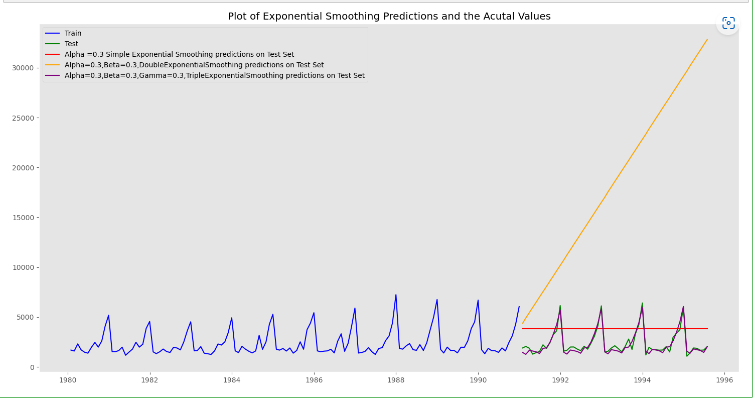 Plot of Exponential Smoothing Predictions and the Acutal Values
Train
Test
Alpha =0.3 Simple Exponential Smoothing predictions on Test Set
Alpha=0.3,Beta=0.3,DoubleExponentialSmoothing predictions on Test Set
Alpha=0.3,Beta=0.3,Gamma=0.3,TripleExponentialSmoothing predictions on Test Set
30000
25000
20000
15000
10000
5000
0
1980 1982 1984 1986 1988 1990 1992 1994 1996